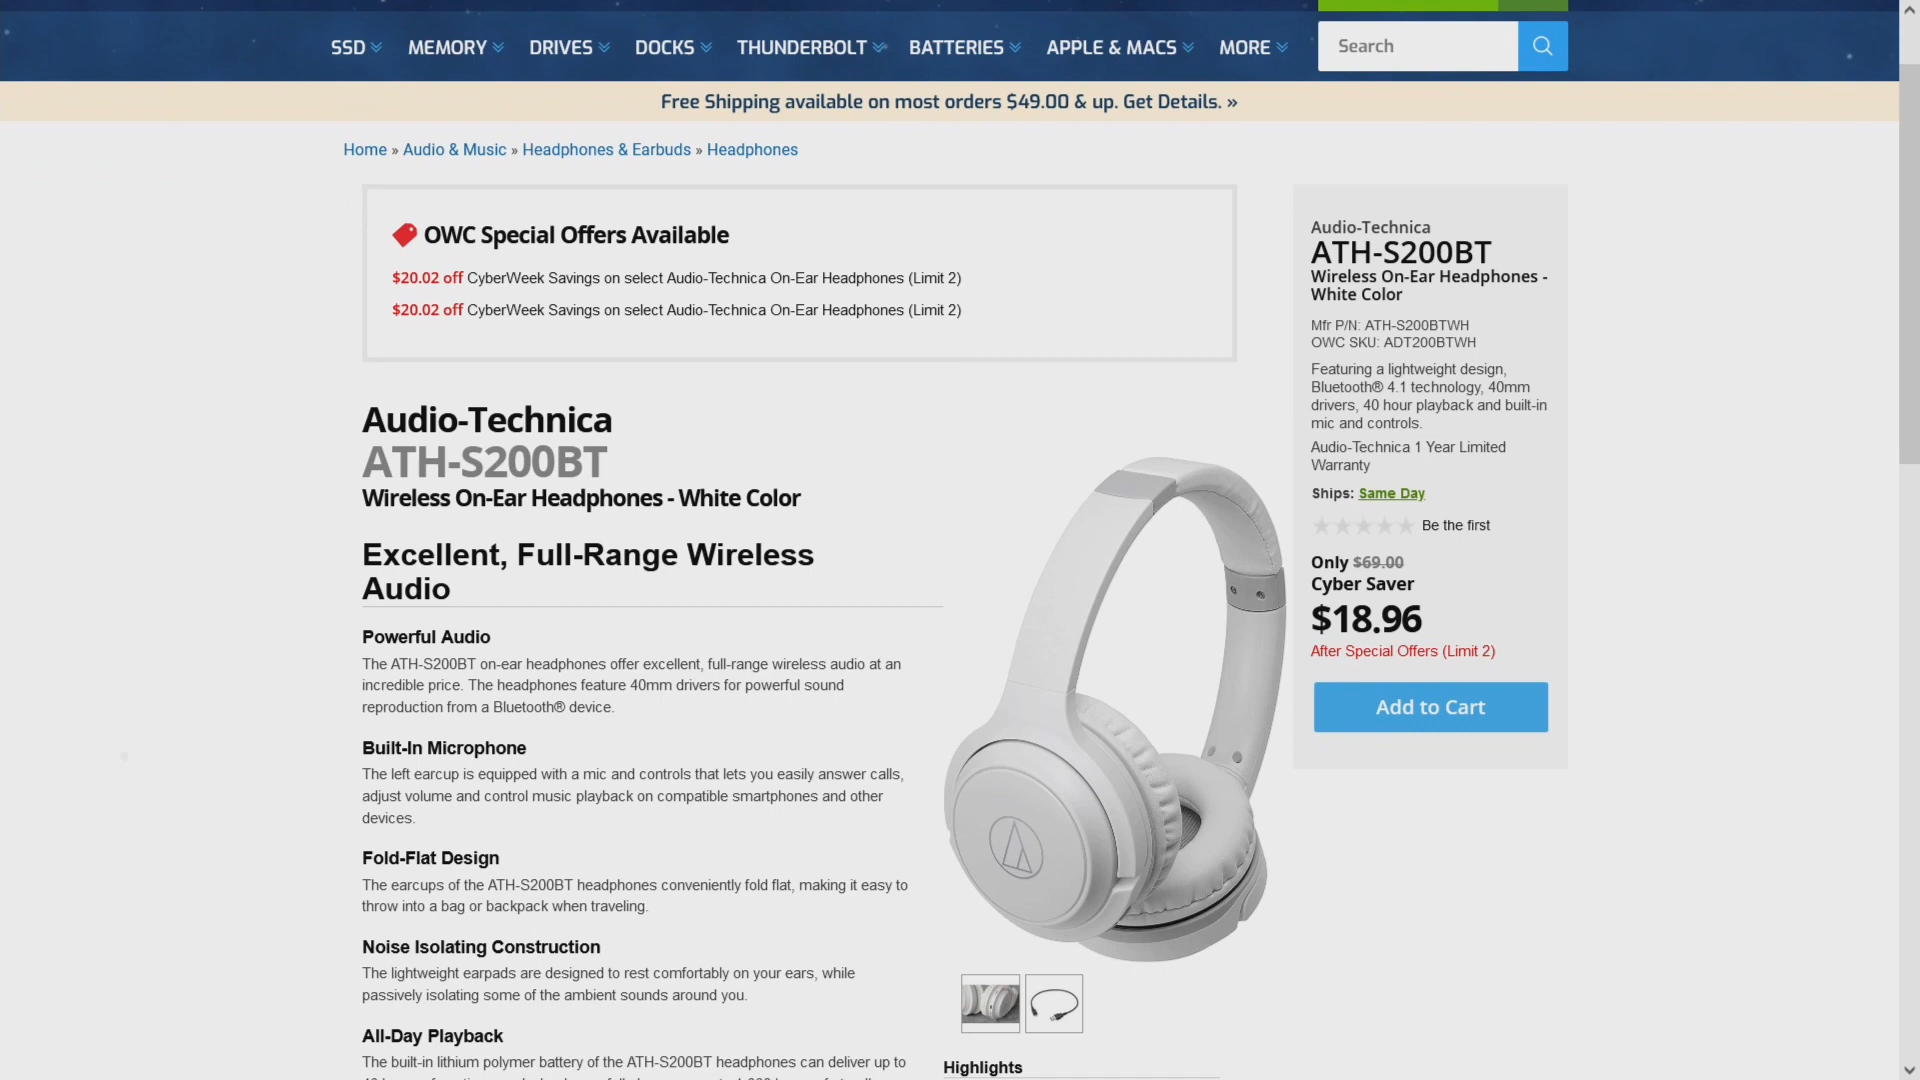 SSD MEMORY DRIVES DOCKS THUNDERBOLT BATTERIES APPLE & MACS MORE Search
Free Shipping available on most orders $49.00 & up. Get Details. »
Home » Audio & Music » Headphones & Earbuds » Headphones
OWC Special Offers Available
$20.02 off CyberWeek Savings on select Audio-Technica On-Ear Headphones (Limit 2)
$20.02 off CyberWeek Savings on select Audio-Technica On-Ear Headphones (Limit 2)
Audio-Technica
ATH-S200BT
Wireless On-Ear Headphones - White Color
Excellent, Full-Range Wireless
Audio
Powerful Audio
The ATH-S200BT on-ear headphones offer excellent, full-range wireless audio at an
incredible price. The headphones feature 40mm drivers for powerful sound
reproduction from a Bluetooth® device.
Built-In Microphone
The left earcup is equipped with a mic and controls that lets you easily answer calls,
adjust volume and control music playback on compatible smartphones and other
devices.
Fold-Flat Design
The earcups of the ATH-S200BT headphones conveniently fold flat, making it easy to
throw into a bag or backpack when traveling.
Noise Isolating Construction
The lightweight earpads are designed to rest comfortably on your ears, while
passively isolating some of the ambient sounds around you.
All-Day Playback
The built-in lithium polymer battery of the ATH-S200BT headphones can deliver up to
Highlights
Audio-Technica
ATH-S200BT
Wireless On-Ear Headphones -
White Color
Mfr P/N: ATH-S200BTWH
OWC SKU: ADT200BTWH
Featuring a lightweight design,
Bluetooth® 4.1 technology, 40mm
drivers, 40 hour playback and built-in
mic and controls.
Audio-Technica 1 Year Limited
Warranty
Ships: Same Day
Be the first
Only $69.00
Cyber Saver
$18.96
After Special Offers (Limit 2)
Add to Cart